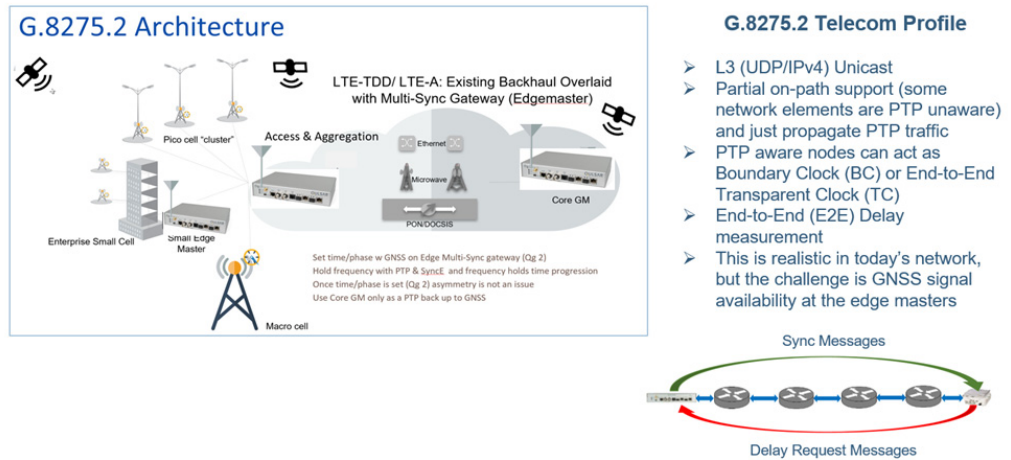 G.8275.2 Architecture
LTE-TDD/ LTE-A: Existing Backhaul Overlaid
with Multi-Sync Gateway (Edgemaster)
Pico cell “cluster”
Access & Aggregation
Ethernet
Microwave
PON/DOCSIS
Core GM
Enterprise Small Cell
Small Edge
Master
Macro cell
Set time/phase w GNSS on Edge Multi-Sync gateway (Qg 2)
Hold frequency with PTP & SyncE and frequency holds time progression
Once time/phase is set (Qg 2) asymmetry is not an issue
Use Core GM only as a PTP back up to GNSS
G.8275.2 Telecom Profile
➢ L3 (UDP/IPv4) Unicast
➢ Partial on-path support (some
network elements are PTP unaware)
and just propagate PTP traffic
➢ PTP aware nodes can act as
Boundary Clock (BC) or End-to-End
Transparent Clock (TC)
➢ End-to-End (E2E) Delay
measurement
➢ This is realistic in today’s network,
but the challenge is GNSS signal
availability at the edge masters
Sync Messages
Delay Request Messages